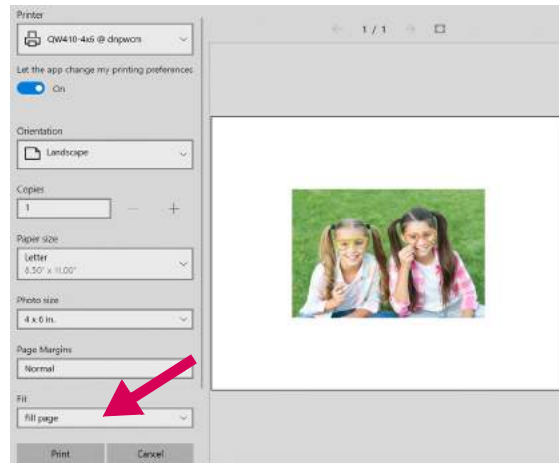 Printer
QW410-4x6 @ dnpwcm
Let the app change my printing preferences
On
Orientation
Landscape
Copies
1
Paper size
Letter
8.50" x 11.00"
Photo size
4 x 6 in.
Page Margins
Normal
Fit
fill page
Print
Cancel
1 / 1